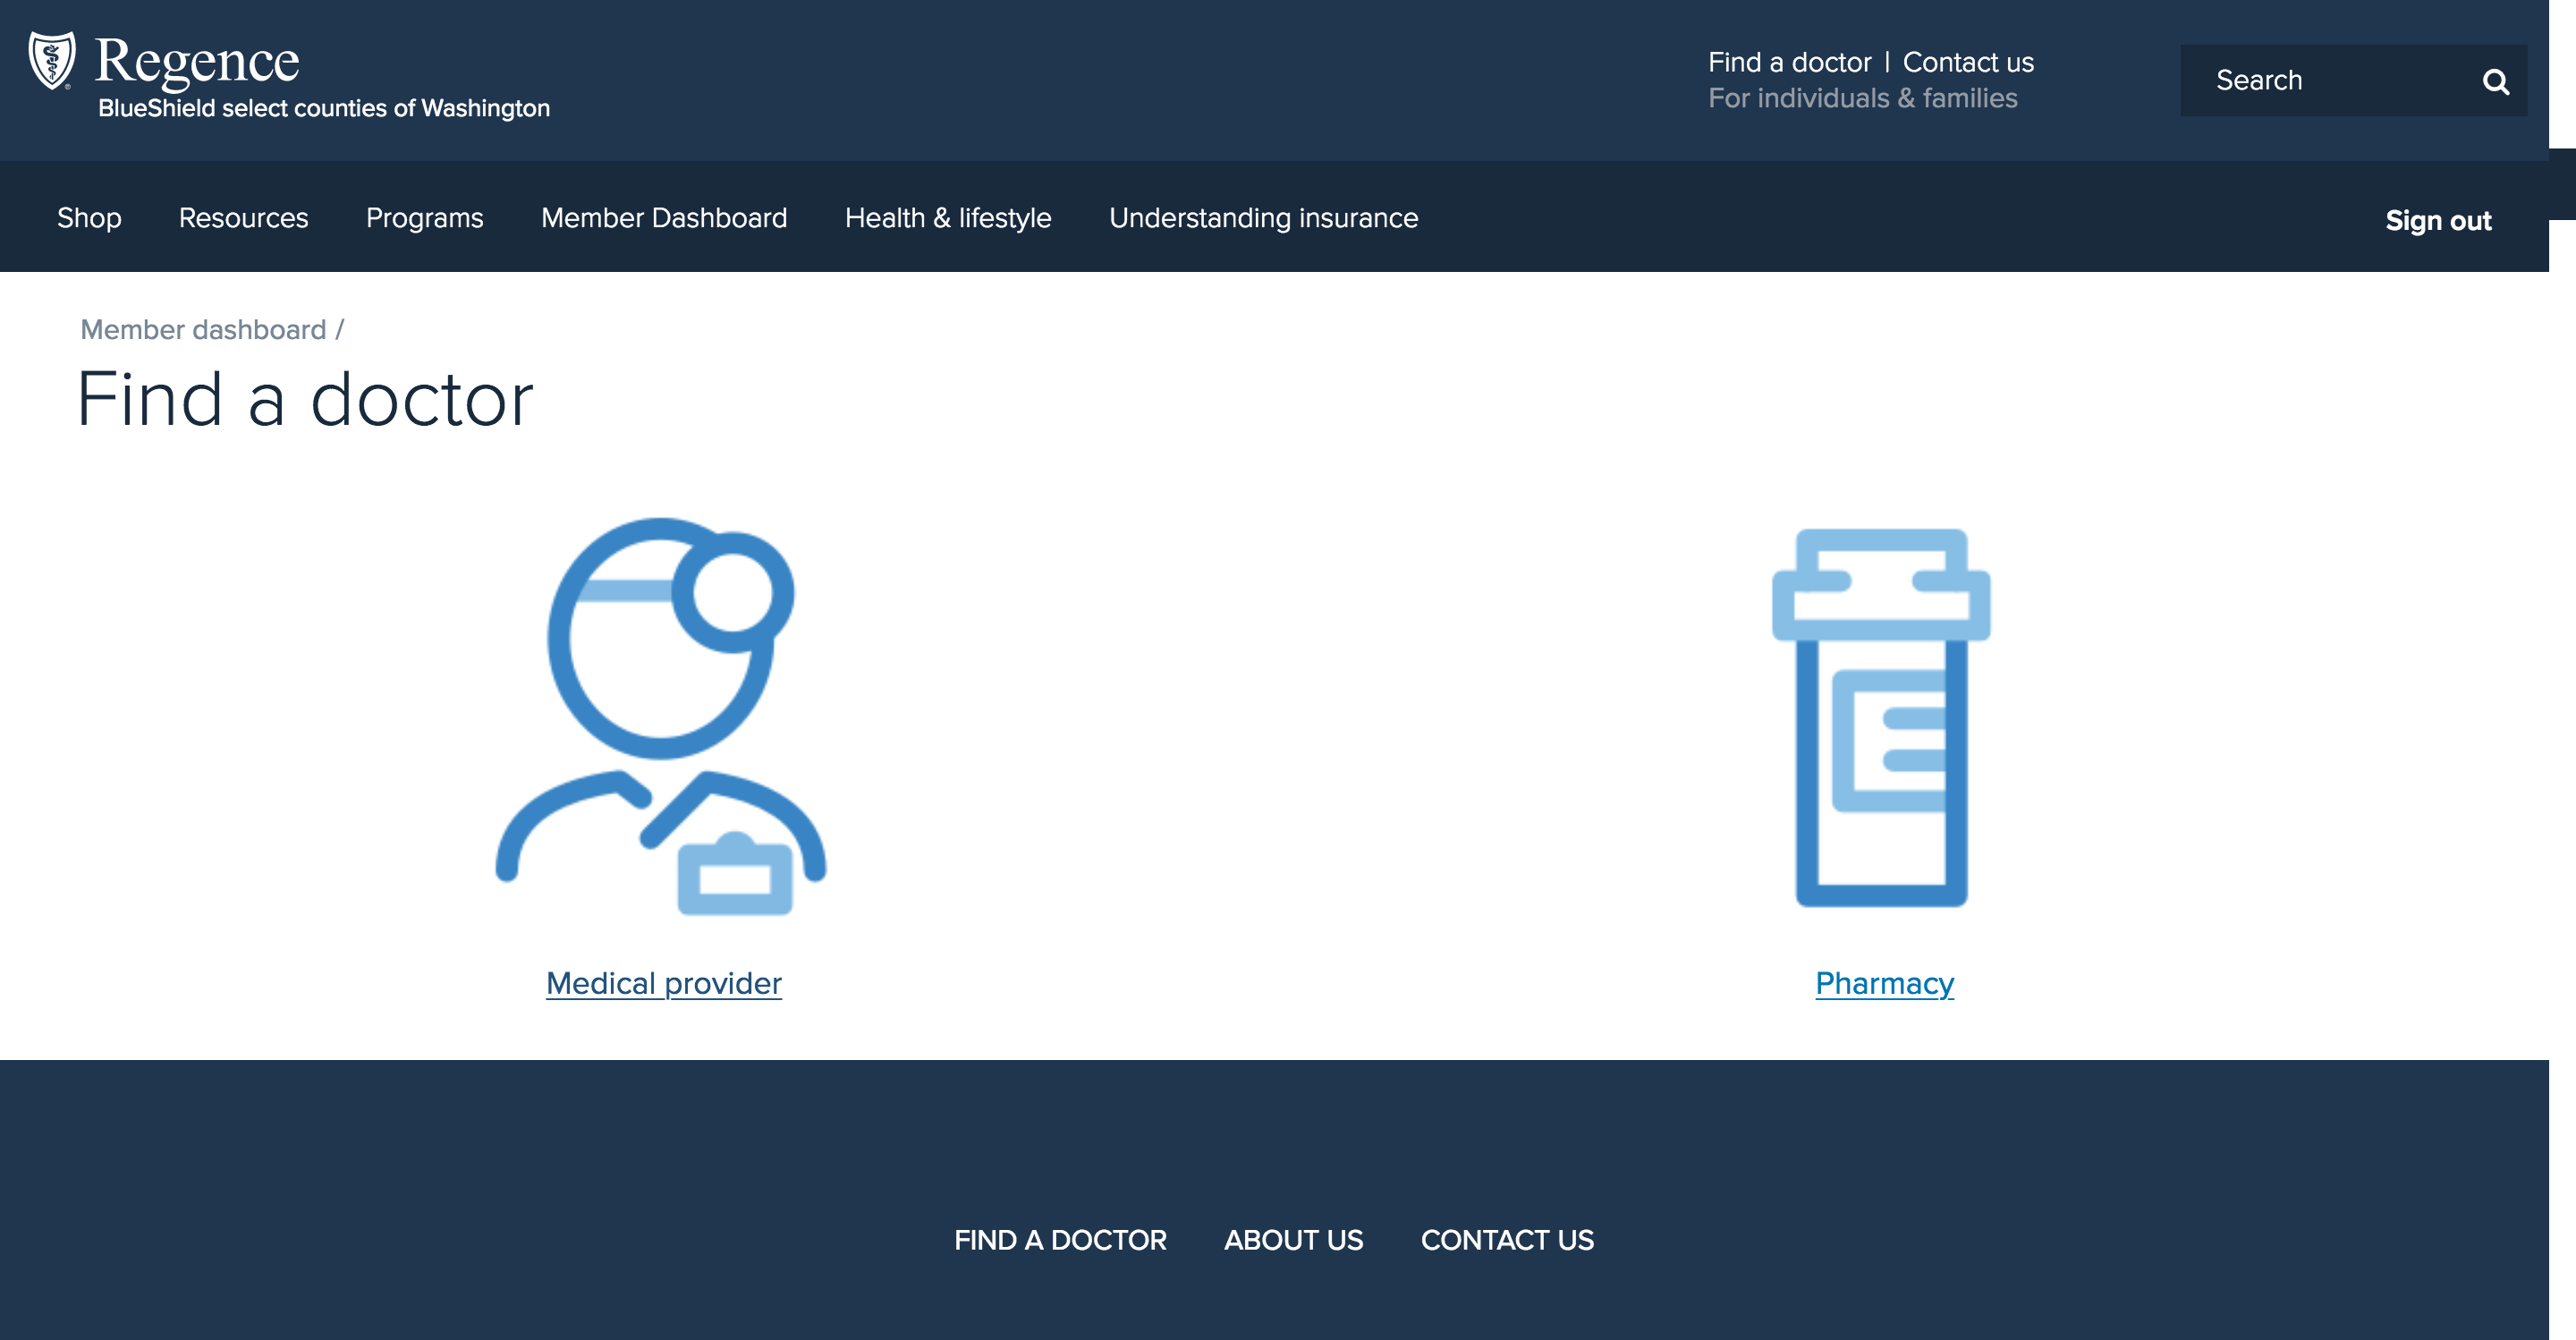 Regence
BlueShield select counties of Washington
Find a doctor | Contact us
For individuals & families
Search
Shop Resources Programs Member Dashboard Health & lifestyle Understanding insurance Sign out
Member dashboard /
Find a doctor
Medical provider
Pharmacy
FIND A DOCTOR ABOUT US CONTACT US